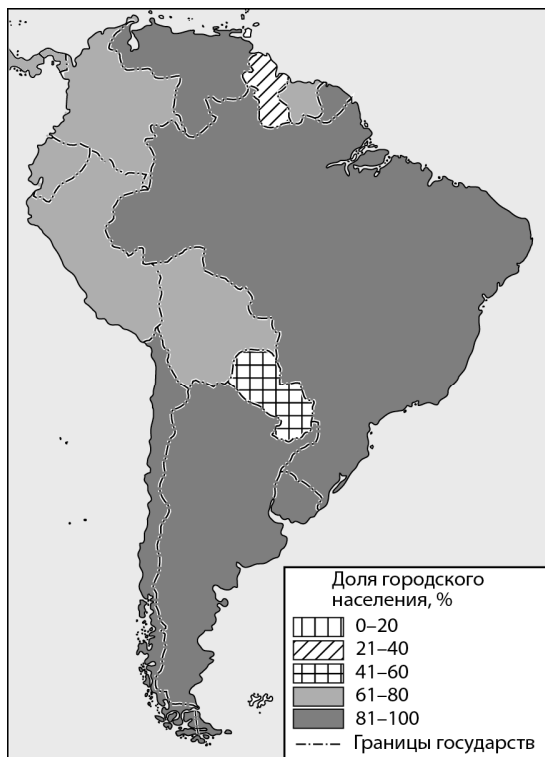 Доля городского
населения, %
0–20
21–40
41–60
61–80
81–100
Границы государств